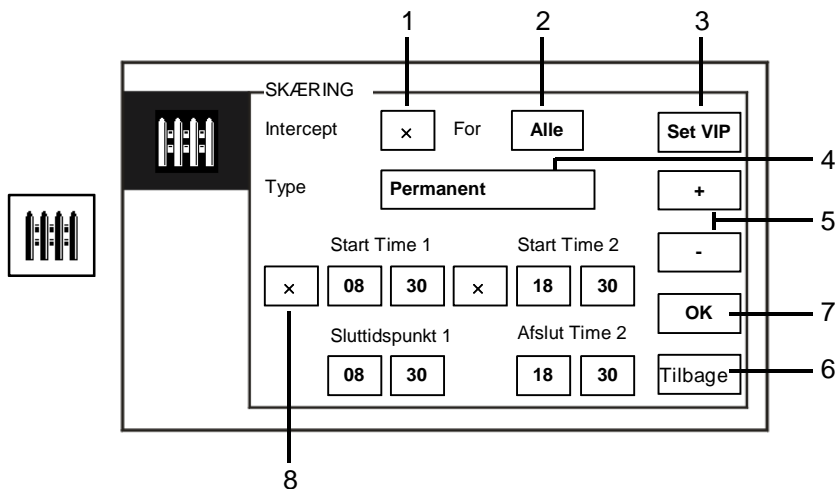 1 2 3
SKÆRING
Intercept × For Alle Set VIP
4
Type Permanent +
5
Start Time 1 Start Time 2 -
× 08 30 × 18 30
OK 7
Sluttidspunkt 1 Afslut Time 2
08 30 18 30 Tilbage 6
8